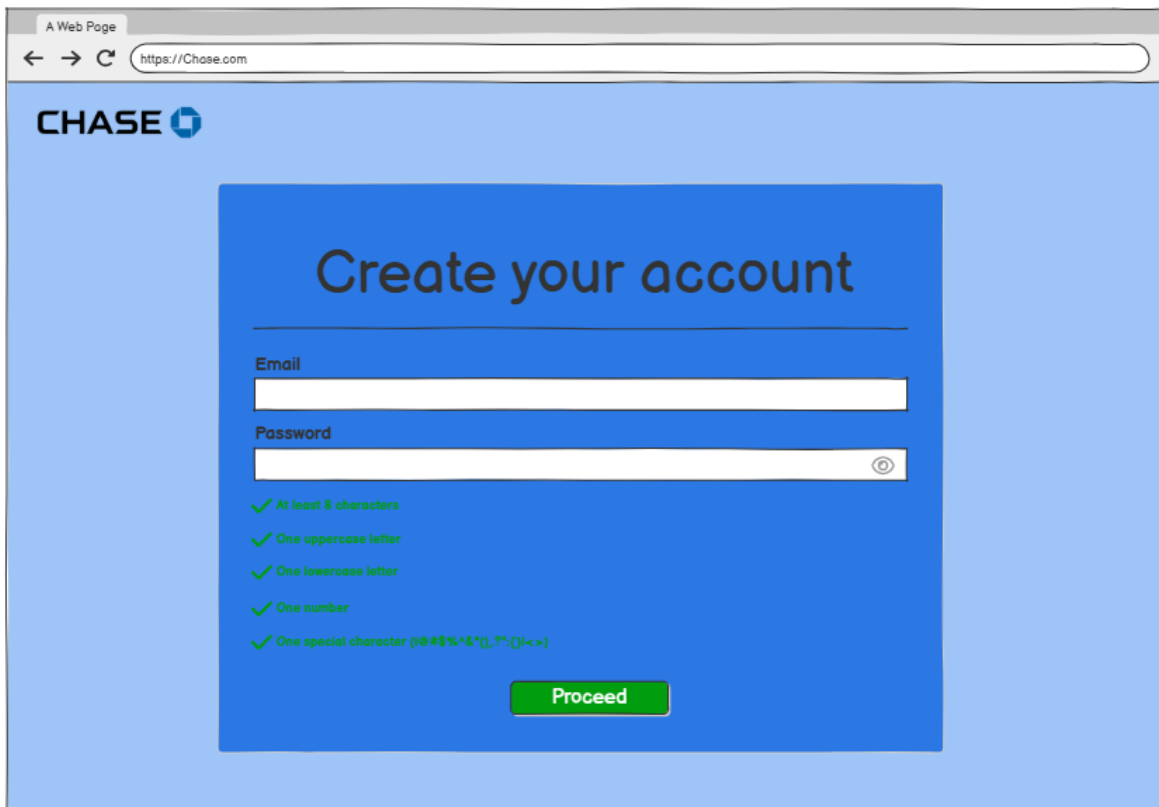 A Web Page
https://Chase.com
CHASE
Create your account
Email
Password
At least 8 characters
One uppercase letter
One lowercase letter
One number
One special character
Proceed